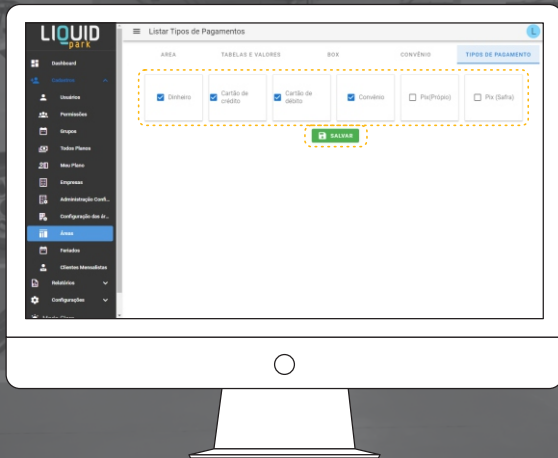 LIQUID
park
Listar Tipos de Pagamentos
L
AREA
TABELAS E VALORES
BOX
CONVÊNIO
TIPOS DE PAGAMENTO
Dashboard
Cadastros
Usuários
Permissões
Grupos
Todos Planos
Meu Plano
Empresas
Administração Confi...
Configuração das ár...
Áreas
Feriados
Clientes Mensalistas
Relatórios
Configurações
Dinheiro
Cartão de
crédito
Cartão de
débito
Convênio
Pix(Própio)
Pix (Safra)
SALVAR